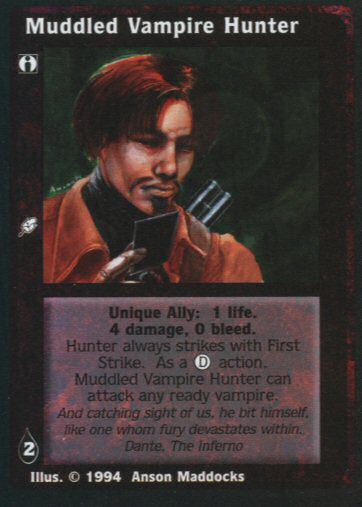 Muddled Vampire Hunter
Unique Ally: 1 life.
4 damage, 0 bleed.
Hunter always strikes with First
Strike. As a D action.
Muddled Vampire Hunter can
attack any ready vampire.
And catching sight of us, he bit himself,
like one whom fury devastates within.
Dante, The Inferno
2
Illus. © 1994 Anson Maddocks